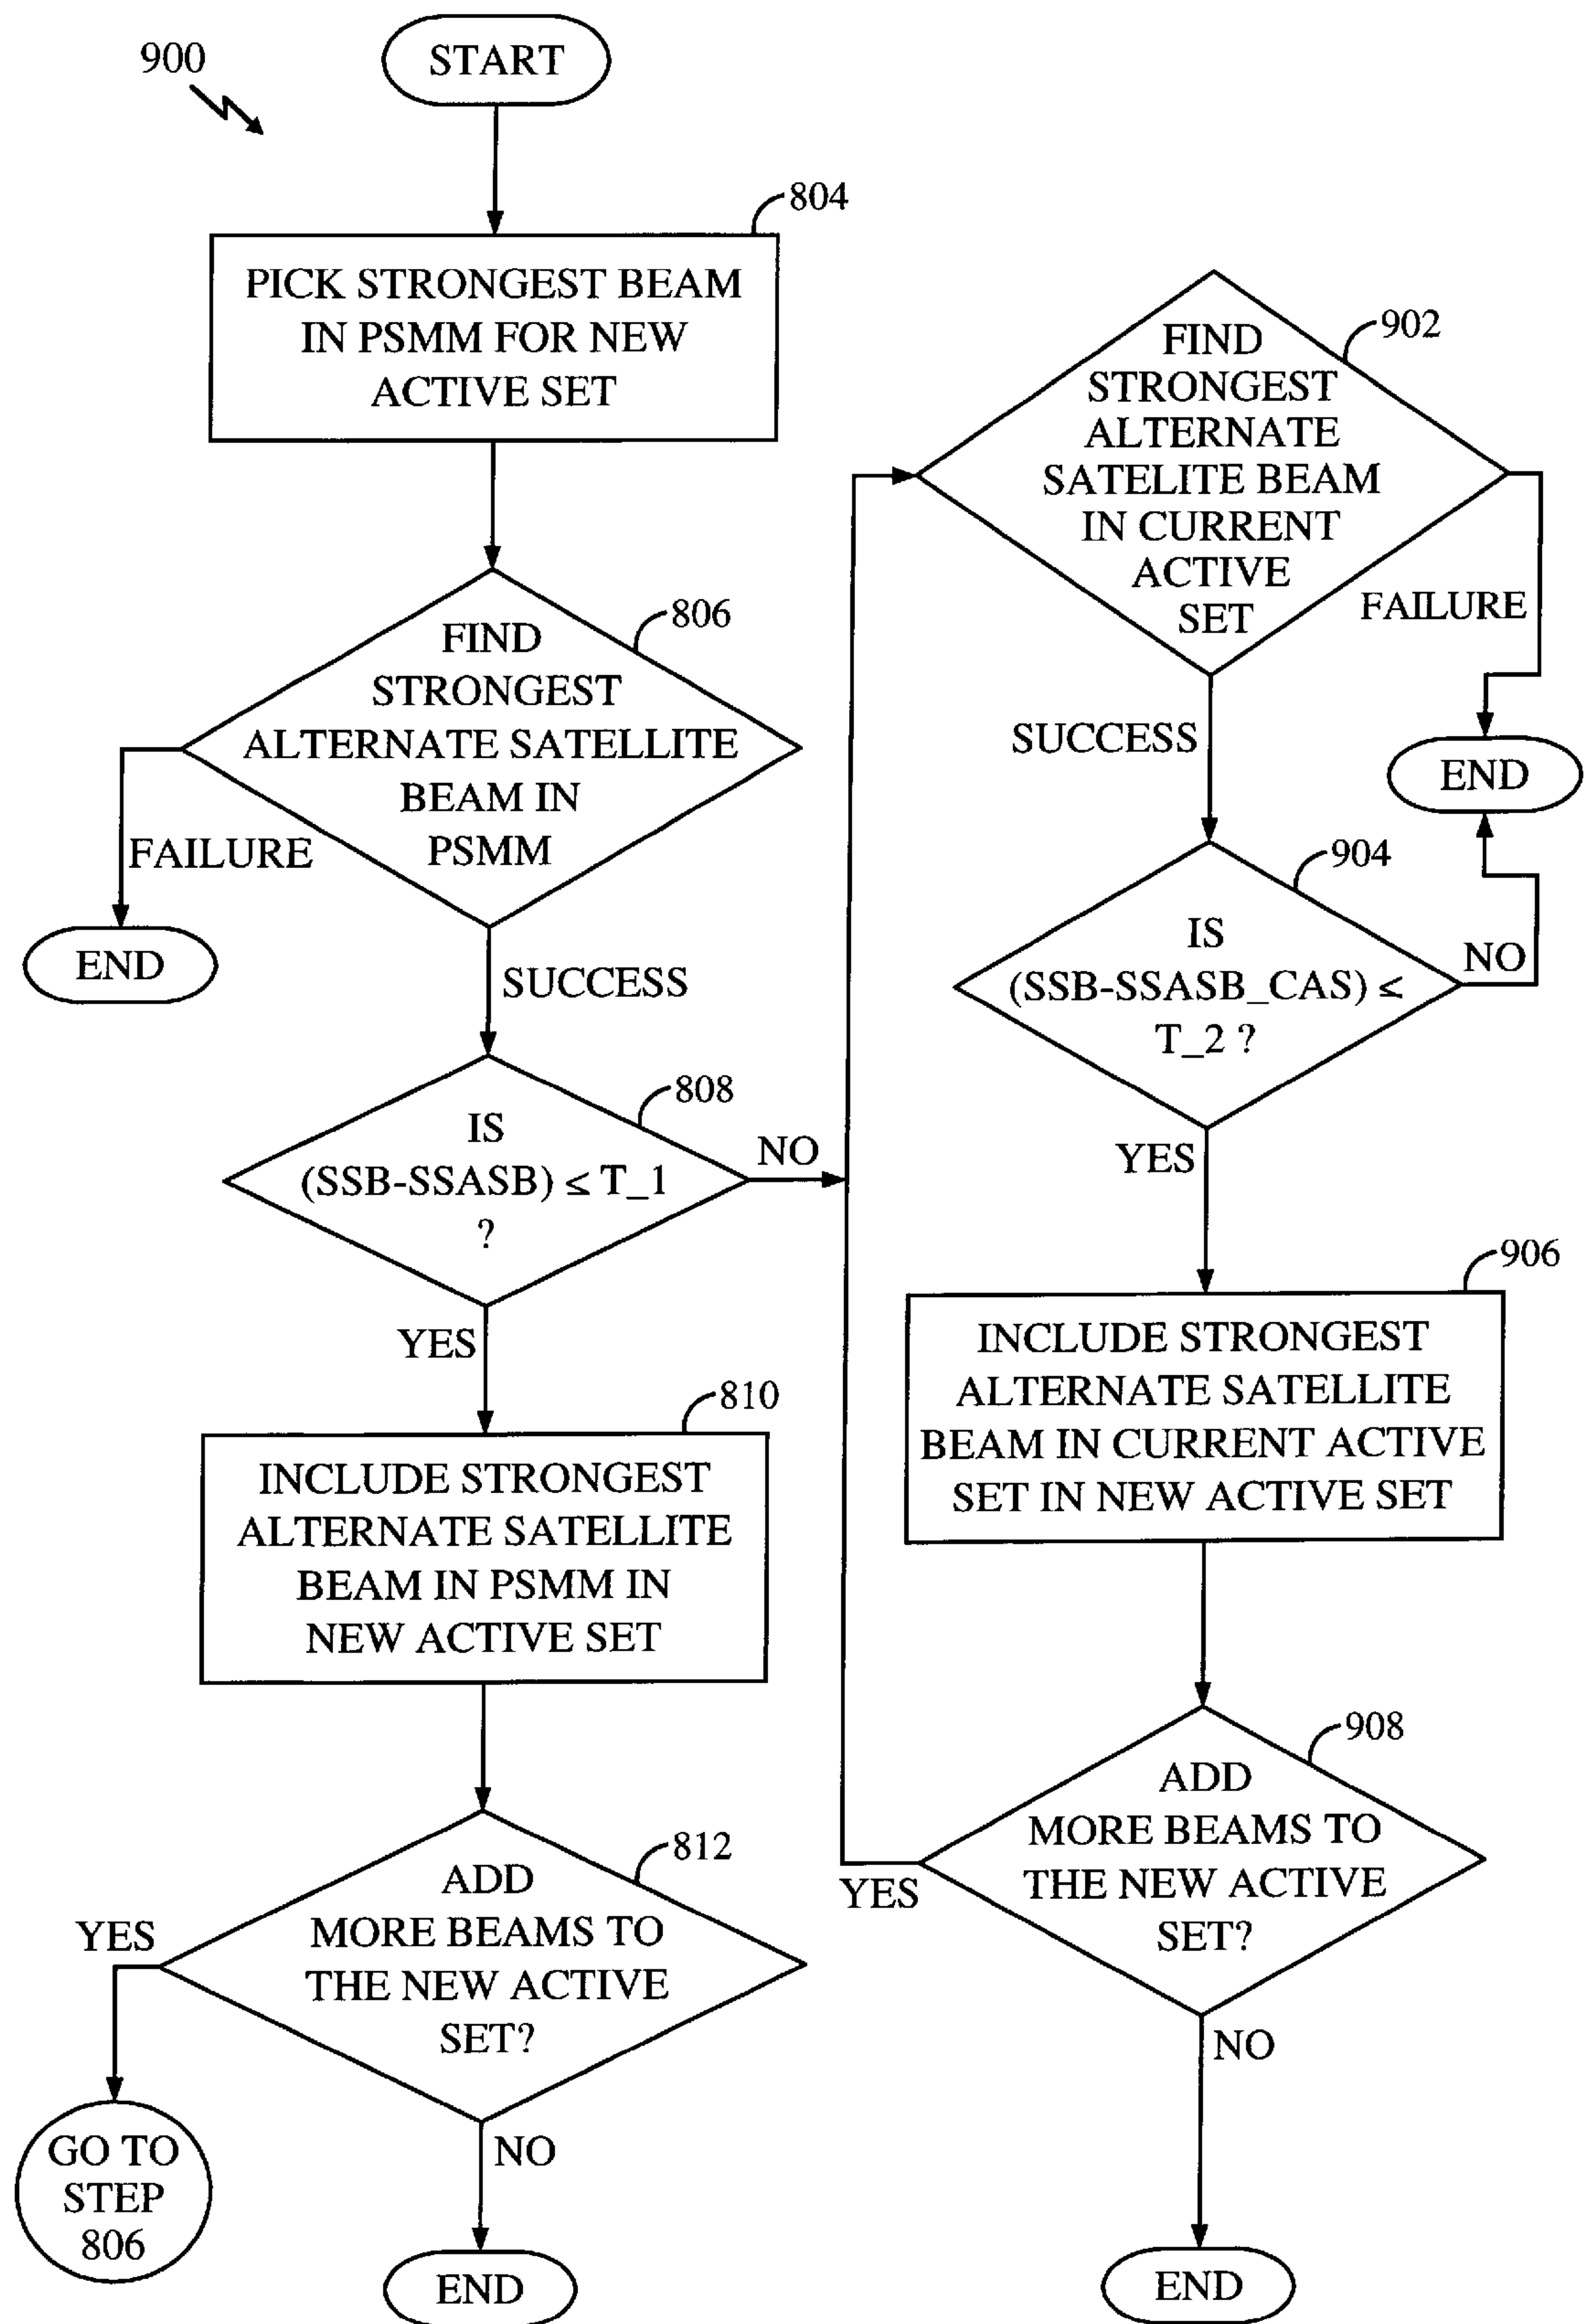 900
START
804
PICK STRONGEST BEAM
IN PSMM FOR NEW
ACTIVE SET
806
FIND
STRONGEST
ALTERNATE SATELLITE
BEAM IN
PSMM
FAILURE
END
SUCCESS
808
IS
(SSB-SSASB) ≤ T_1
?
NO
YES
810
INCLUDE STRONGEST
ALTERNATE SATELLITE
BEAM IN PSMM IN
NEW ACTIVE SET
812
ADD
MORE BEAMS TO
THE NEW ACTIVE
SET?
YES
GO TO
STEP
806
NO
END
902
FIND
STRONGEST
ALTERNATE
SATELITE BEAM
IN CURRENT
ACTIVE
SET
FAILURE
END
SUCCESS
904
IS
(SSB-SSASB_CAS) ≤
T_2 ?
NO
YES
906
INCLUDE STRONGEST
ALTERNATE SATELLITE
BEAM IN CURRENT ACTIVE
SET IN NEW ACTIVE SET
908
ADD
MORE BEAMS TO
THE NEW ACTIVE
SET?
YES
NO
END